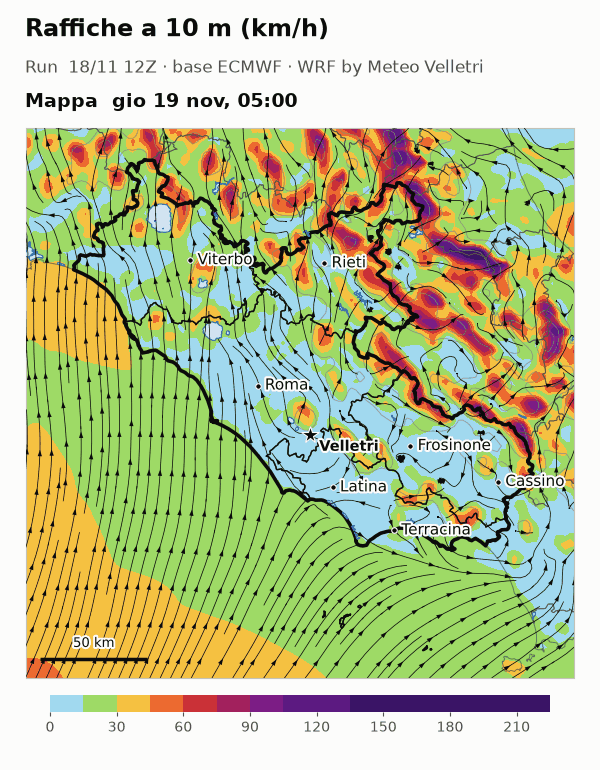 Raffiche a 10 m (km/h)
Run  18/11 12Z · base ECMWF · WRF by Meteo Velletri
Mappa  gio 19 nov, 05:00
Viterbo
Rieti
Roma
Velletri
Frosinone
Cassino
Latina
Terracina
50 km
0 30 60 90 120 150 180 210